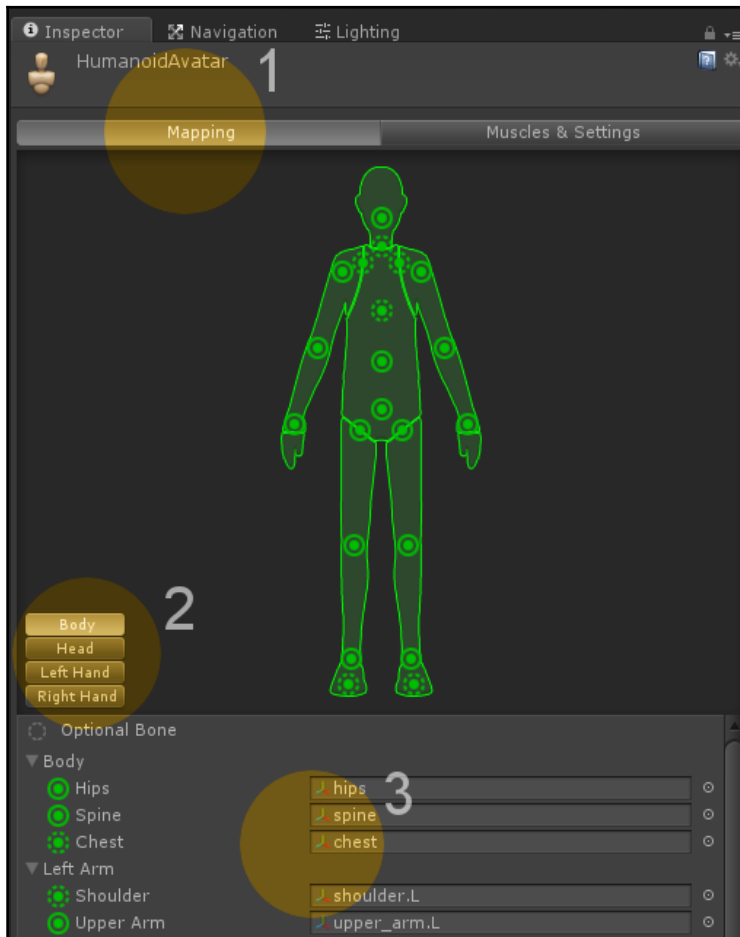 Inspector Navigation Lighting
HumanoidAvatar 1
Mapping Muscles & Settings
2
Body
Head
Left Hand
Right Hand
Optional Bone
Body
Hips hips 3
Spine spine
Chest chest
Left Arm
Shoulder shoulder.L
Upper Arm upper_arm.L